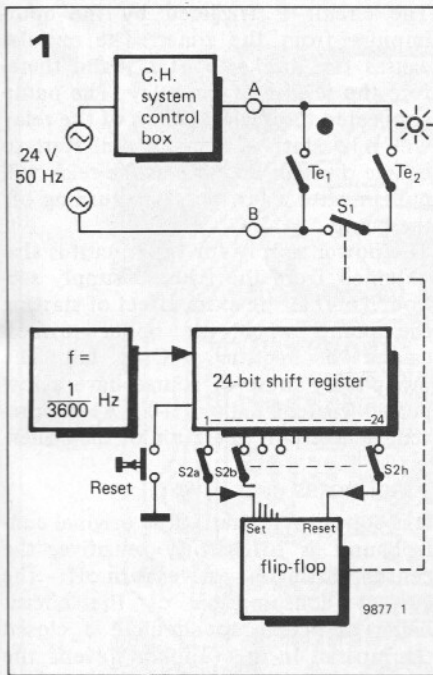 1
C.H.
system
control
box
A
24 V
50 Hz
Te1
Te2
S1
B
f =
1
3600 Hz
24-bit shift register
1 24
Reset
S2a
S2b
S2h
Set
Reset
flip-flop
9877 1